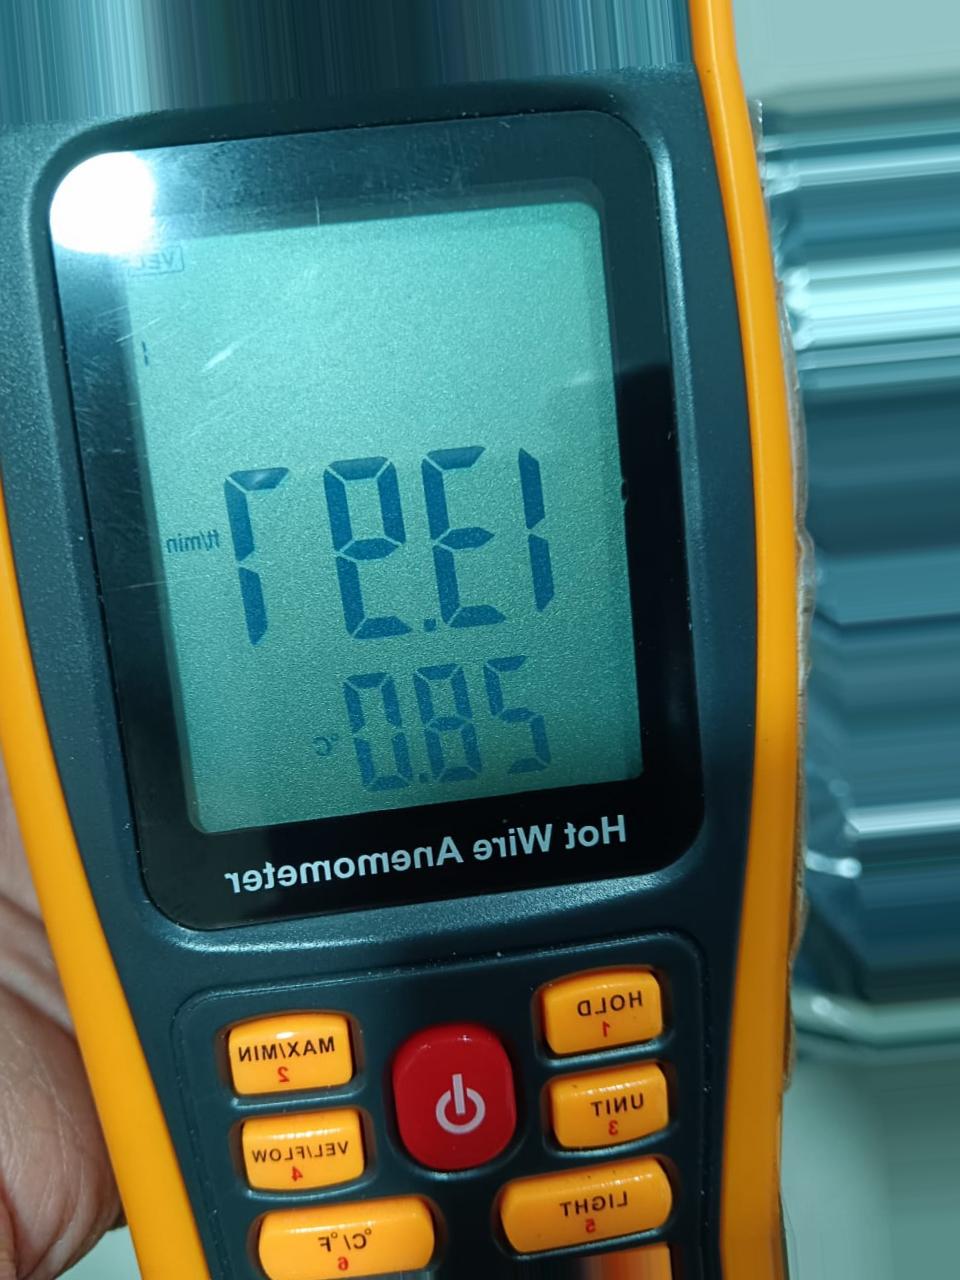 VEL
1
13.97 ft/min
28.0 °C
Hot Wire Anemometer
HOLD
1
MAX/MIN
2
UNIT
3
VEL/FLOW
4
LIGHT
5
°C/°F
6